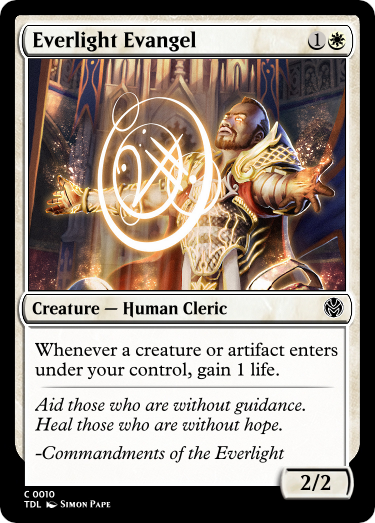 Everlight Evangel
1
Creature — Human Cleric
Whenever a creature or artifact enters
under your control, gain 1 life.
Aid those who are without guidance.
Heal those who are without hope.
-Commandments of the Everlight
2/2
C 0010
TDL Simon Pape